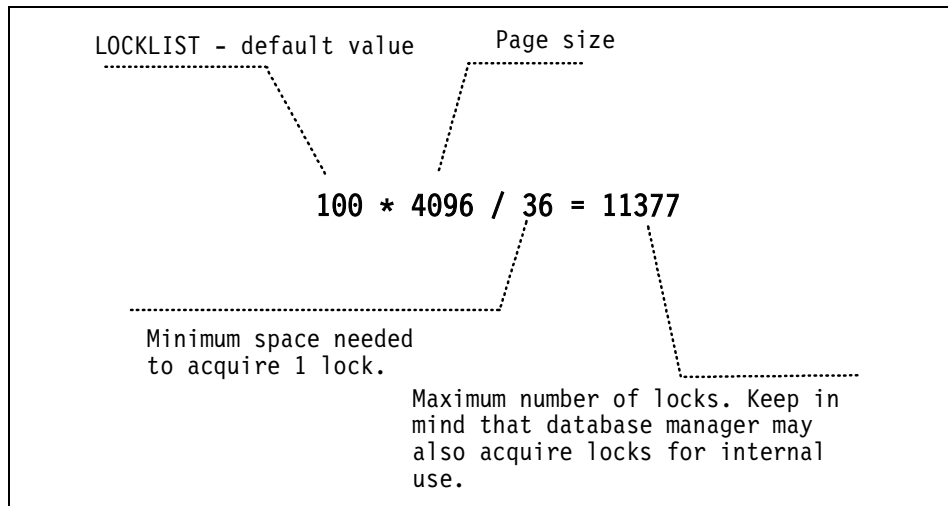 LOCKLIST - default value
Page size
100 * 4096 / 36 = 11377
Minimum space needed
to acquire 1 lock.
Maximum number of locks. Keep in
mind that database manager may
also acquire locks for internal
use.